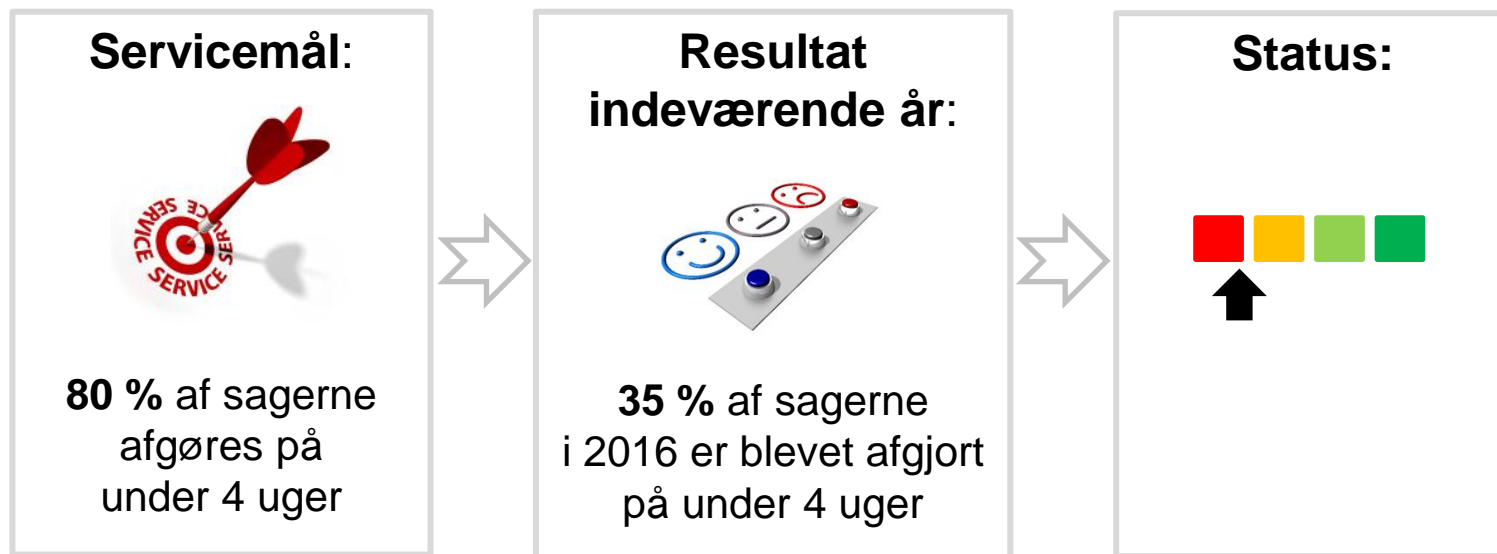 Servicemål:
SERVICE SERVICE SERVICE SERVICE
80 % af sagerne
afgøres på
under 4 uger
Resultat
indeværende år:
35 % af sagerne
i 2016 er blevet afgjort
på under 4 uger
Status: